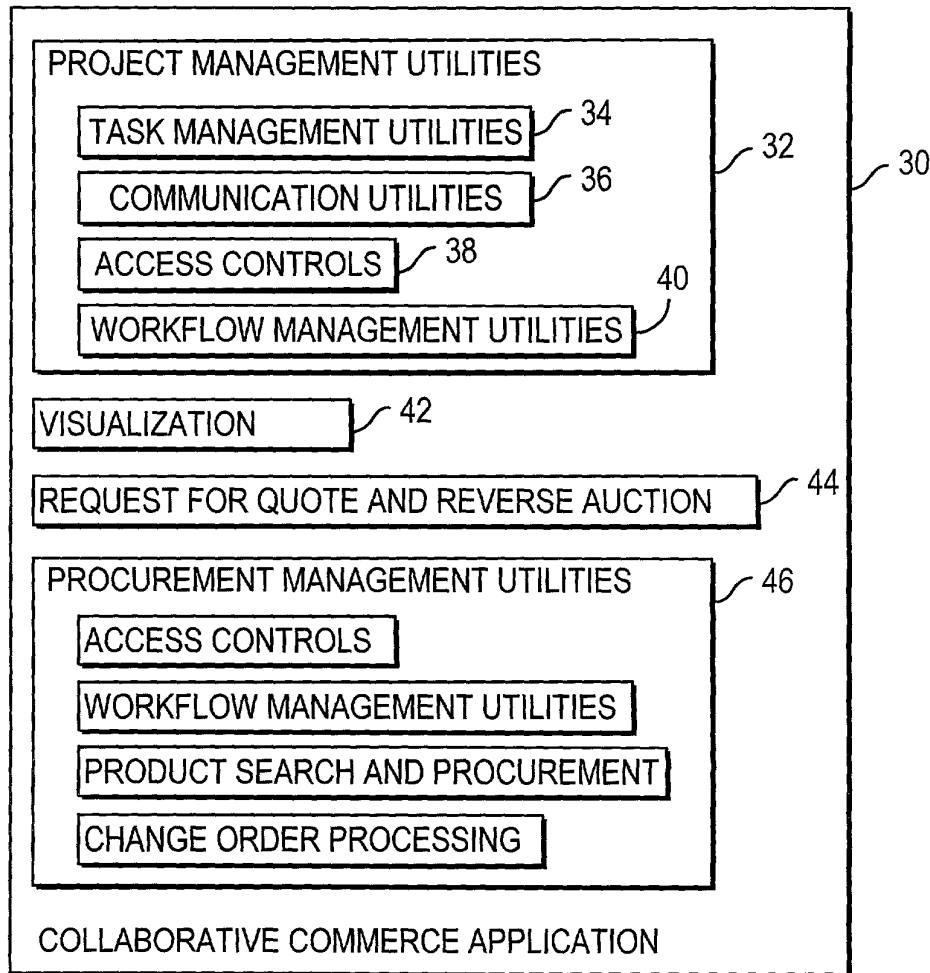 PROJECT MANAGEMENT UTILITIES
TASK MANAGEMENT UTILITIES
34
COMMUNICATION UTILITIES
36
ACCESS CONTROLS
38
WORKFLOW MANAGEMENT UTILITIES
40
32
30
VISUALIZATION
42
REQUEST FOR QUOTE AND REVERSE AUCTION
44
PROCUREMENT MANAGEMENT UTILITIES
46
ACCESS CONTROLS
WORKFLOW MANAGEMENT UTILITIES
PRODUCT SEARCH AND PROCUREMENT
CHANGE ORDER PROCESSING
COLLABORATIVE COMMERCE APPLICATION